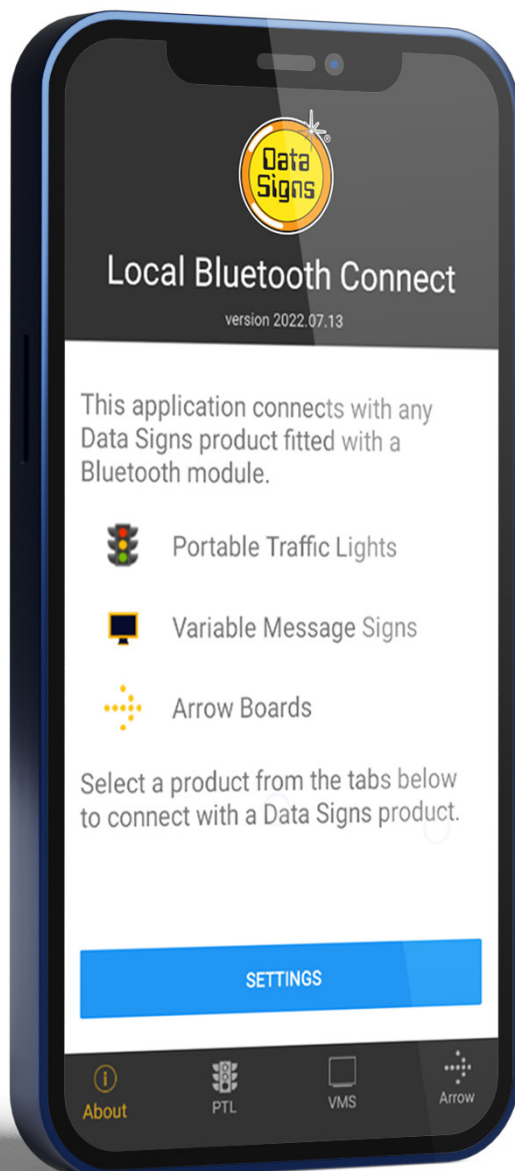 Data
Signs
®
Local Bluetooth Connect
version 2022.07.13
This application connects with any
Data Signs product fitted with a
Bluetooth module.
Portable Traffic Lights
Variable Message Signs
Arrow Boards
Select a product from the tabs below
to connect with a Data Signs product.
SETTINGS
About PTL VMS Arrow